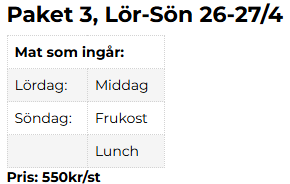 Paket 3, Lör-Sön 26-27/4
Mat som ingår:
Lördag: Middag
Söndag: Frukost
Lunch
Pris: 550kr/st